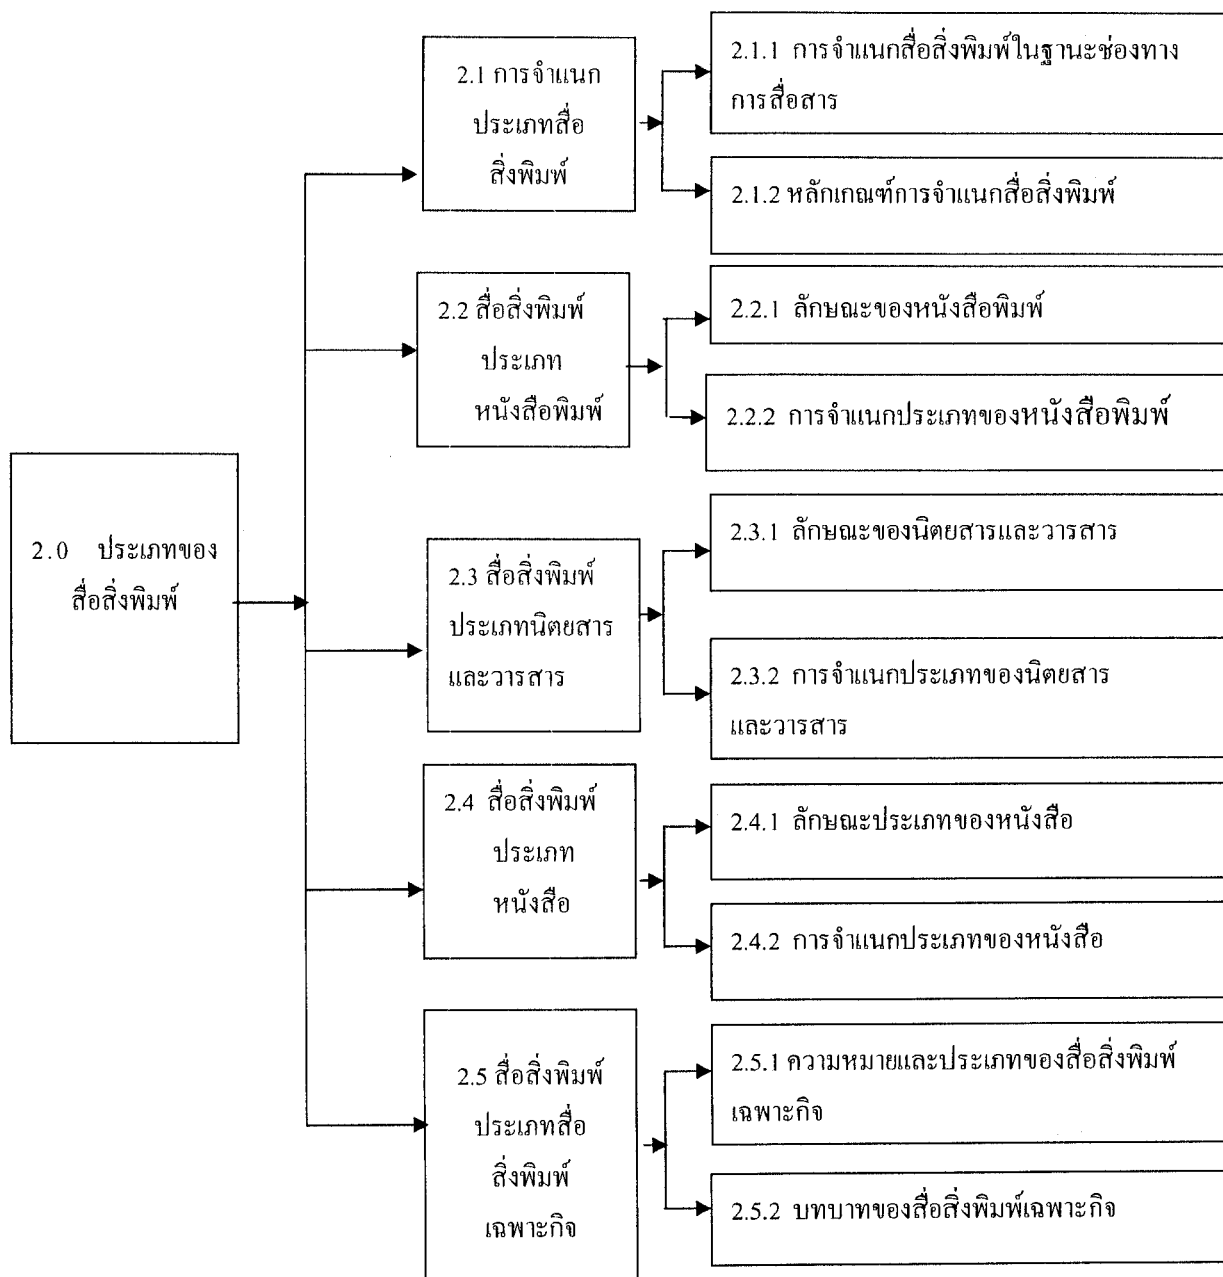 2.1 การจำแนก
ประเภทสื่อ
สิ่งพิมพ์
2.1.1 การจำแนกสื่อสิ่งพิมพ์ในฐานะช่องทาง
การสื่อสาร
2.1.2 หลักเกณฑ์การจำแนกสื่อสิ่งพิมพ์
2.2 สื่อสิ่งพิมพ์
ประเภท
หนังสือพิมพ์
2.2.1 ลักษณะของหนังสือพิมพ์
2.2.2 การจำแนกประเภทของหนังสือพิมพ์
2.0 ประเภทของ
สื่อสิ่งพิมพ์
2.3 สื่อสิ่งพิมพ์
ประเภทนิตยสาร
และวารสาร
2.3.1 ลักษณะของนิตยสารและวารสาร
2.3.2 การจำแนกประเภทของนิตยสาร
และวารสาร
2.4 สื่อสิ่งพิมพ์
ประเภท
หนังสือ
2.4.1 ลักษณะประเภทของหนังสือ
2.4.2 การจำแนกประเภทของหนังสือ
2.5 สื่อสิ่งพิมพ์
ประเภทสื่อ
สิ่งพิมพ์
เฉพาะกิจ
2.5.1 ความหมายและประเภทของสื่อสิ่งพิมพ์
เฉพาะกิจ
2.5.2 บทบาทของสื่อสิ่งพิมพ์เฉพาะกิจ